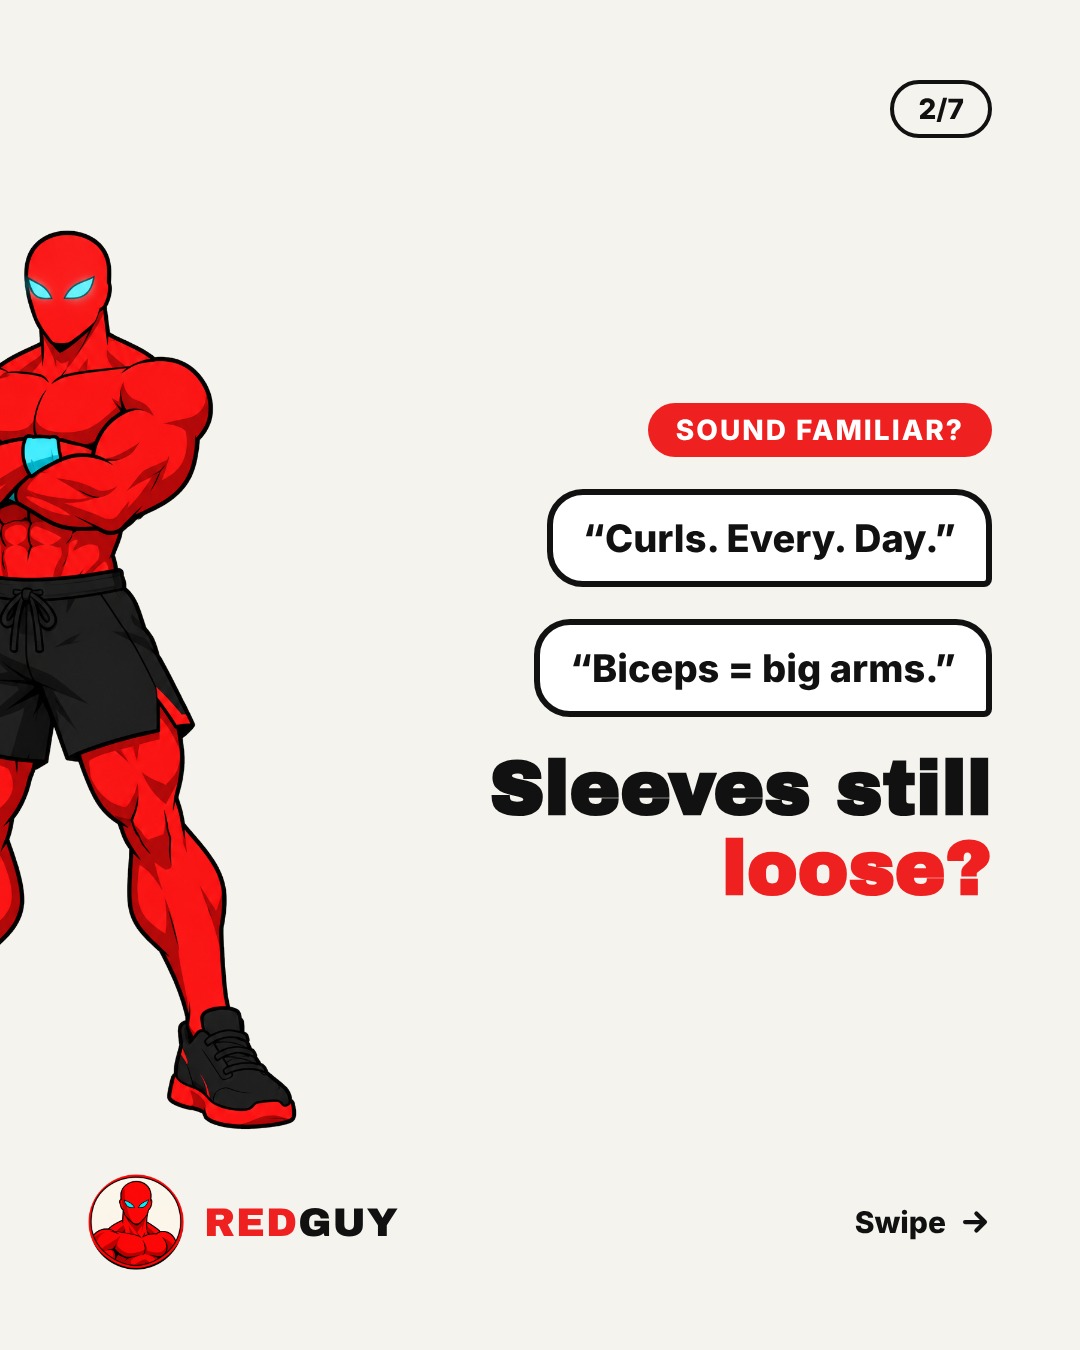 2/7
SOUND FAMILIAR?
“Curls. Every. Day.”
“Biceps = big arms.”
Sleeves still
loose?
REDGUY
Swipe →